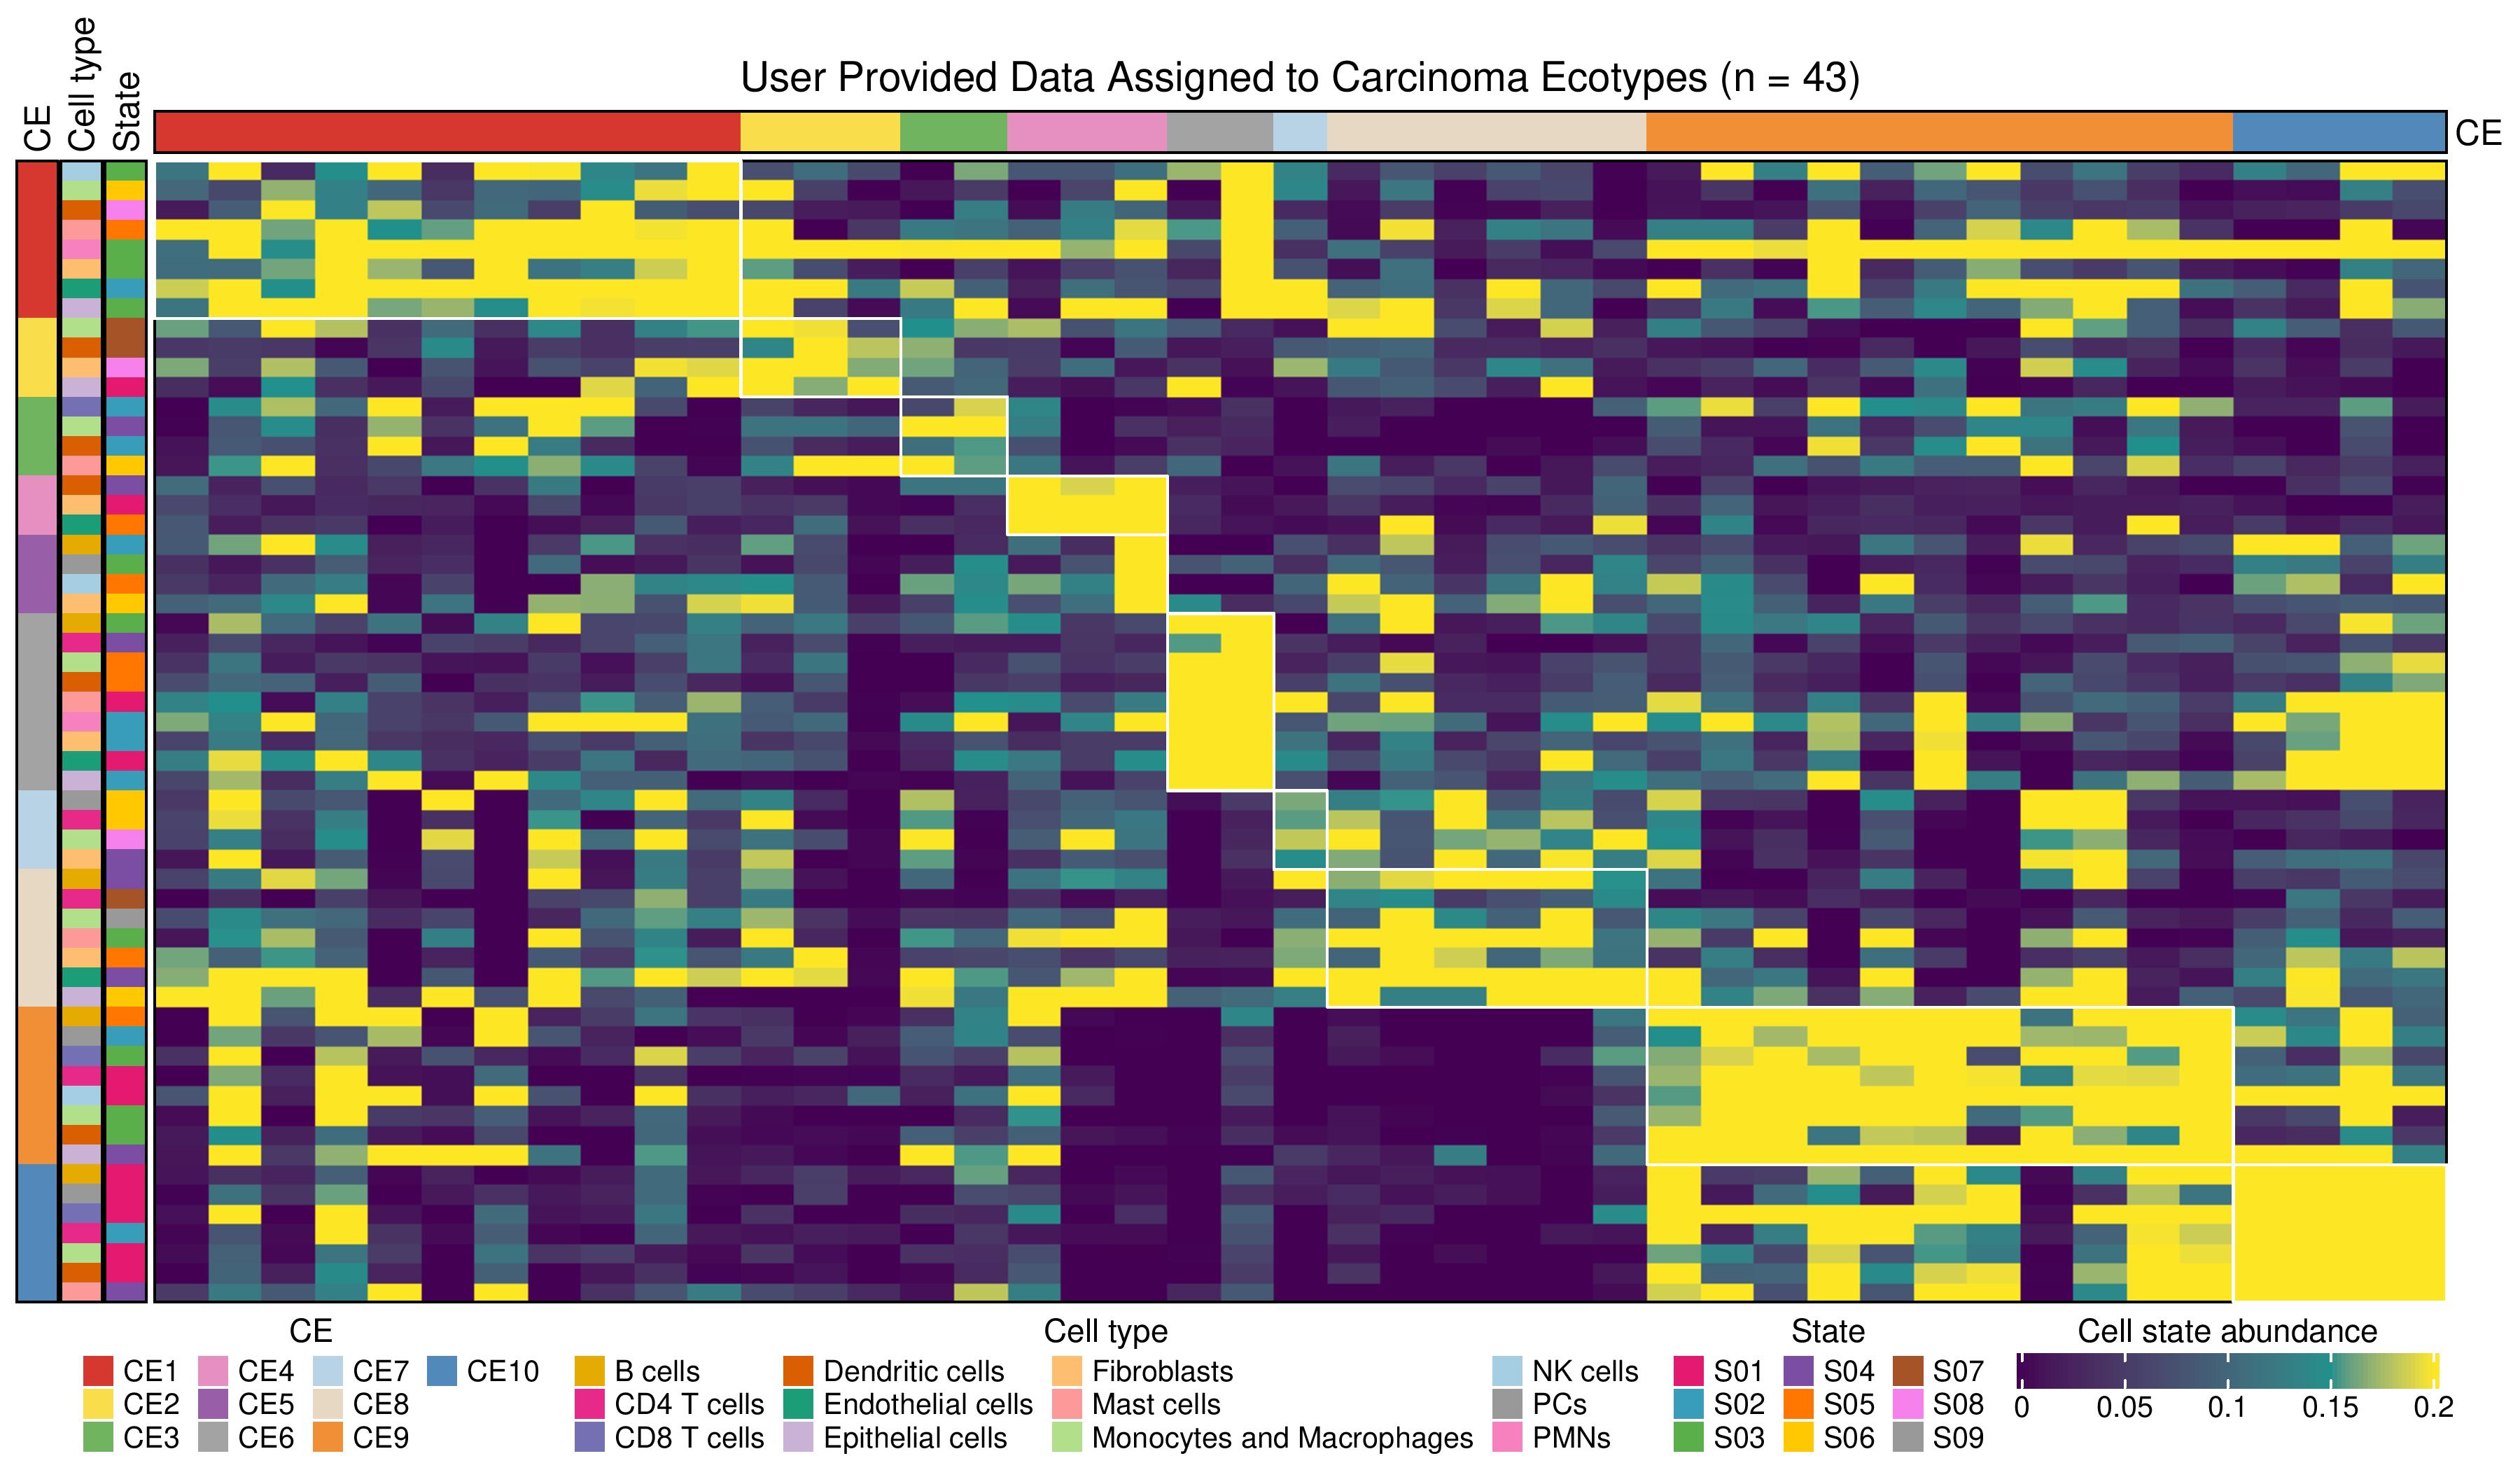 User Provided Data Assigned to Carcinoma Ecotypes (n = 43)
CE
Cell type
State
CE
CE
Cell type
State
Cell state abundance
CE1 CE4 CE7 CE10
CE2 CE5 CE8
CE3 CE6 CE9
B cells Dendritic cells Fibroblasts NK cells
CD4 T cells Endothelial cells Mast cells PCs
CD8 T cells Epithelial cells Monocytes and Macrophages PMNs
S01 S04 S07
S02 S05 S08
S03 S06 S09
0 0.05 0.1 0.15 0.2